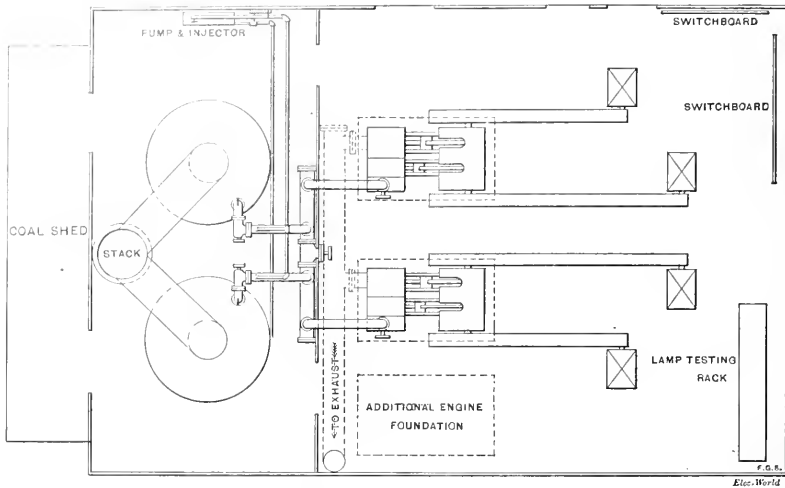 PUMP & INJECTOR
SWITCHBOARD
SWITCHBOARD
COAL SHED
STACK
LAMP TESTING
RACK
TO EXHAUST
ADDITIONAL ENGINE
FOUNDATION
F.G.S.
Elec. World